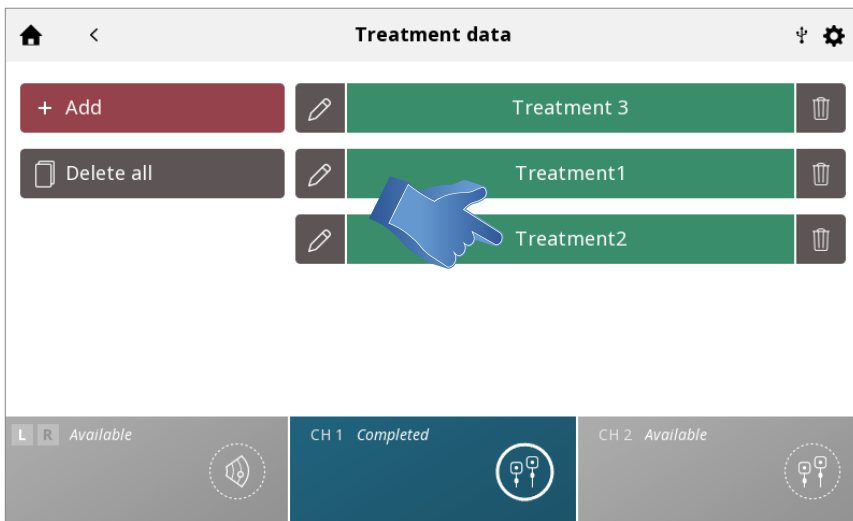 Treatment data
+ Add
Treatment 3
Delete all
Treatment1
Treatment2
L R Available
CH 1 Completed
CH 2 Available